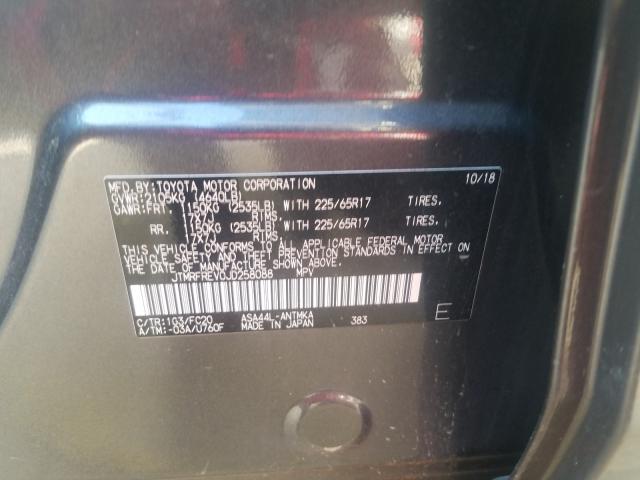 MFD. BY:TOYOTA MOTOR CORPORATION 10/18
GVWR:2105KG (4640LB)
GAWR:FRT. 1150KG (2535LB) WITH 225/65R17 TIRES,
17X7J RIMS,
RR. 1150KG (2535LB) WITH 225/65R17 TIRES,
17X7J RIMS,
THIS VEHICLE CONFORMS TO ALL APPLICABLE FEDERAL MOTOR
VEHICLE SAFETY AND THEFT PREVENTION STANDARDS IN EFFECT ON
THE DATE OF MANUFACTURE SHOWN ABOVE.
JTMRFREV0JD258088 MPV
C/TR:1G3/FC20 ASA44L-ANTMKA
A/TM:-03A/U760F MADE IN JAPAN 383 E